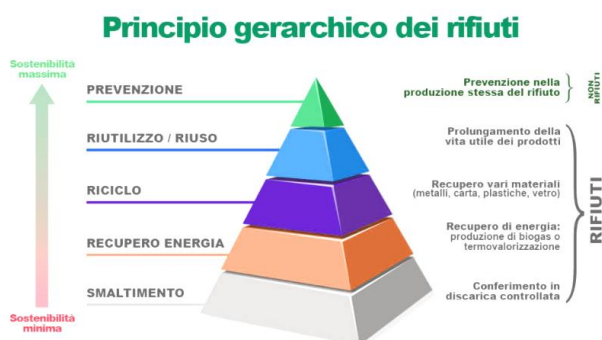 Principio gerarchico dei rifiuti
Sostenibilità
massima
PREVENZIONE
Prevenzione nella
produzione stessa del rifiuto
NON
RIFIUTI
RIUTILIZZO / RIUSO
Prolungamento della
vita utile dei prodotti
RICICLO
Recupero vari materiali
(metalli, carta, plastiche, vetro)
RECUPERO ENERGIA
Recupero di energia:
produzione di biogas o
termovalorizzazione
SMALTIMENTO
Conferimento in
discarica controllata
RIFIUTI
Sostenibilità
minima